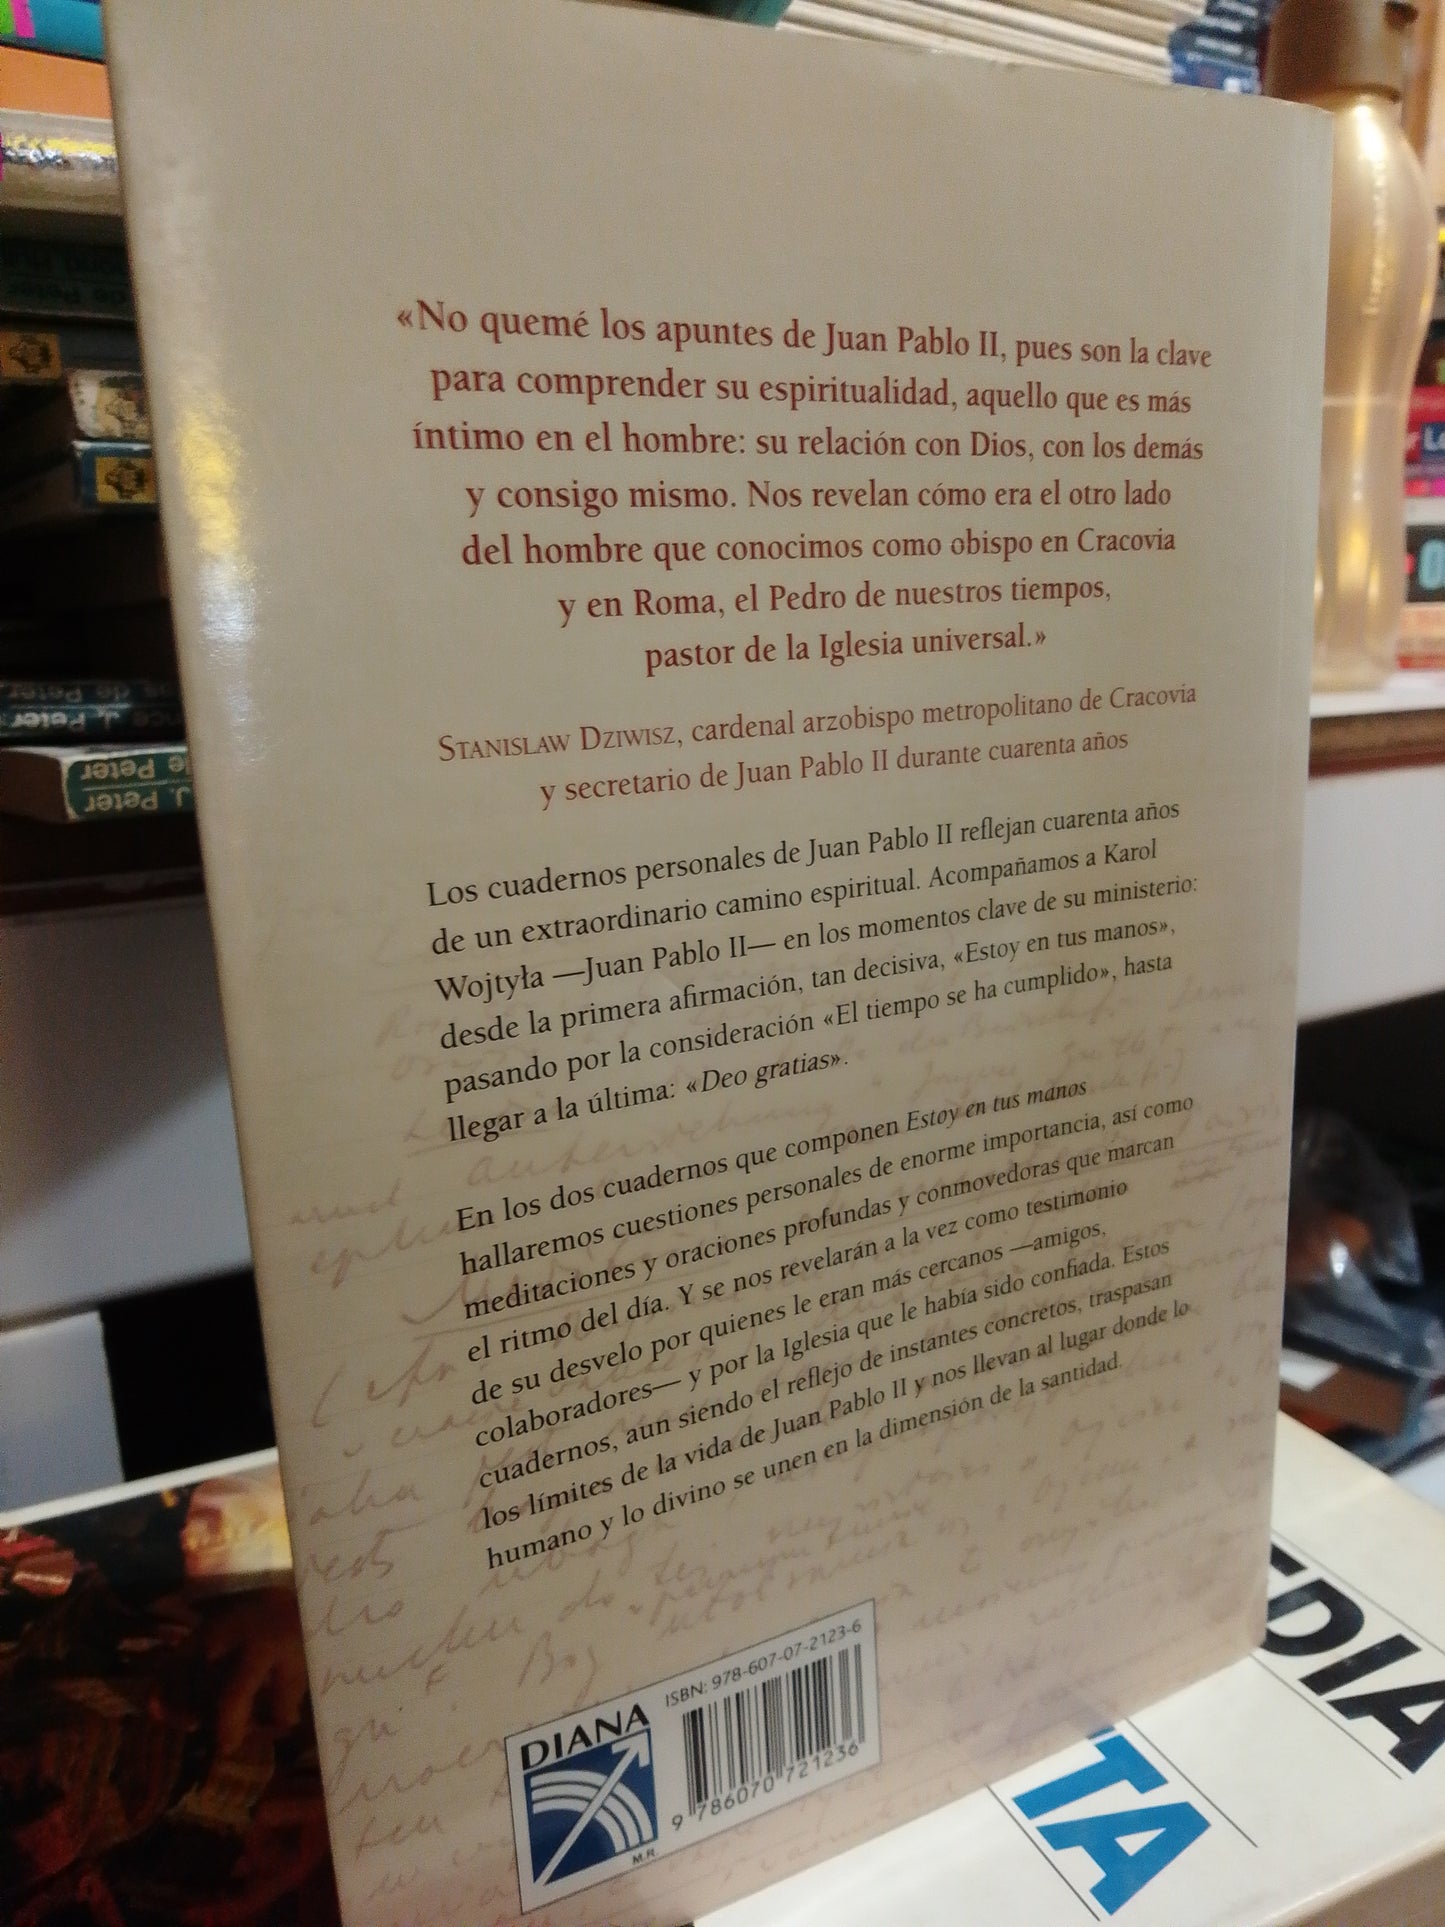 «No quemé los apuntes de Juan Pablo II, pues son la clave
para comprender su espiritualidad, aquello que es más
íntimo en el hombre: su relación con Dios, con los demás
y consigo mismo. Nos revelan cómo era el otro lado
del hombre que conocimos como obispo en Cracovia
y en Roma, el Pedro de nuestros tiempos,
pastor de la Iglesia universal.»
STANISLAW DZIWISZ, cardenal arzobispo metropolitano de Cracovia
y secretario de Juan Pablo II durante cuarenta años
Los cuadernos personales de Juan Pablo II reflejan cuarenta años
de un extraordinario camino espiritual. Acompañamos a Karol
Wojtyła —Juan Pablo II— en los momentos clave de su ministerio:
desde la primera afirmación, tan decisiva, «Estoy en tus manos»,
pasando por la consideración «El tiempo se ha cumplido», hasta
llegar a la última: «Deo gratias».
En los dos cuadernos que componen Estoy en tus manos
hallaremos cuestiones personales de enorme importancia, así como
meditaciones y oraciones profundas y conmovedoras que marcan
el ritmo del día. Y se nos revelarán a la vez como testimonio
de su desvelo por quienes le eran más cercanos —amigos,
colaboradores— y por la Iglesia que le había sido confiada. Estos
cuadernos, aun siendo el reflejo de instantes concretos, traspasan
los límites de la vida de Juan Pablo II y nos llevan al lugar donde lo
humano y lo divino se unen en la dimensión de la santidad.
DIANA
M.R.
ISBN: 978-607-07-2123-6
9 786070 721236
J. Peter
de Peter
J. Peter
EDIA
TA